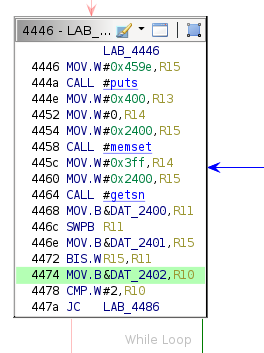 4446 - LAB_...
LAB_4446
4446 MOV.W #0x459e,R15
444a CALL #puts
444e MOV.W #0x400,R13
4452 MOV.W #0,R14
4454 MOV.W #0x2400,R15
4458 CALL #memset
445c MOV.W #0x3ff,R14
4460 MOV.W #0x2400,R15
4464 CALL #getsn
4468 MOV.B &DAT_2400,R11
446c SWPB R11
446e MOV.B &DAT_2401,R15
4472 BIS.W R15,R11
4474 MOV.B &DAT_2402,R10
4478 CMP.W #2,R10
447a JC LAB_4486
While Loop